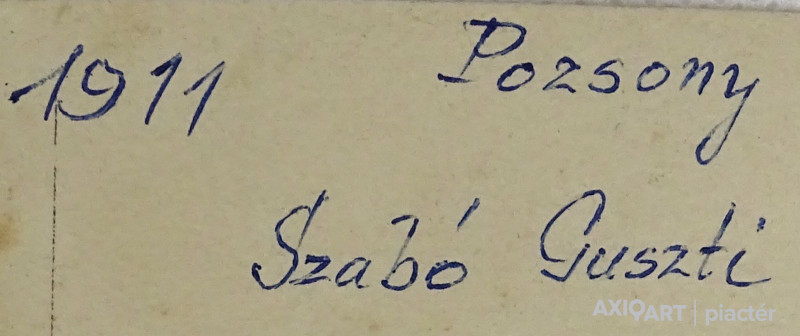 1911 Pozsony
Szabó Guszti
AXIOART | piactér